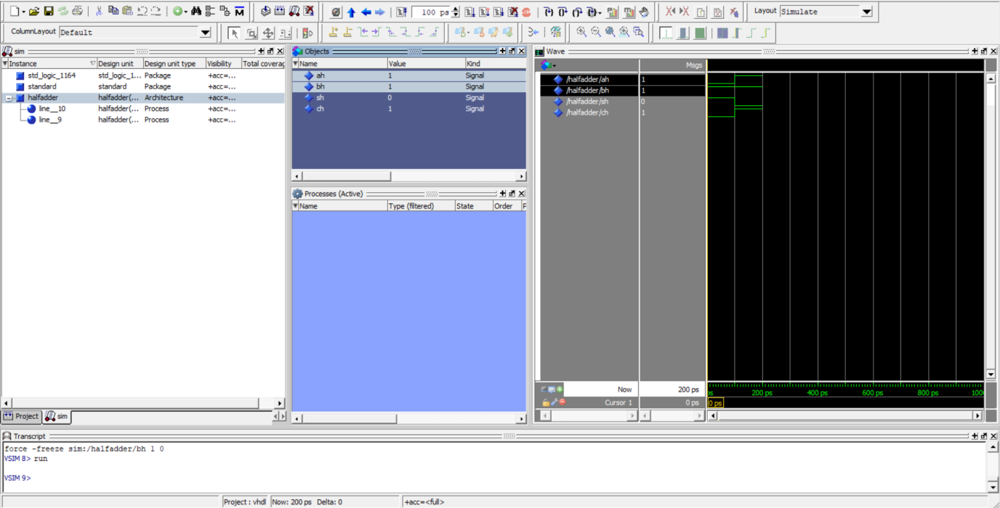 100 ps
Layout Simulate
ColumnLayout Default
sim
Instance Design unit Design unit type Visibility Total coverag
std_logic_1164 std_logic_1... Package +acc=...
standard standard Package +acc=...
halfadder halfadder(... Architecture +acc=...
line__10 halfadder(... Process +acc=...
line__9 halfadder(... Process +acc=...
Project sim
Objects
Name Value Kind
ah 1 Signal
bh 1 Signal
sh 0 Signal
ch 1 Signal
Processes (Active)
Name Type (filtered) State Order P
Wave
Msgs
/halfadder/ah 1
/halfadder/bh 1
/halfadder/sh 0
/halfadder/ch 1
Now 200 ps
ps 200 ps 400 ps 600 ps 800 ps 100
Cursor 1 0 ps 0 ps
Transcript
force -freeze sim:/halfadder/bh 1 0
VSIM 8> run
VSIM 9>
Project : vhdl Now: 200 ps Delta: 0 +acc=<full>